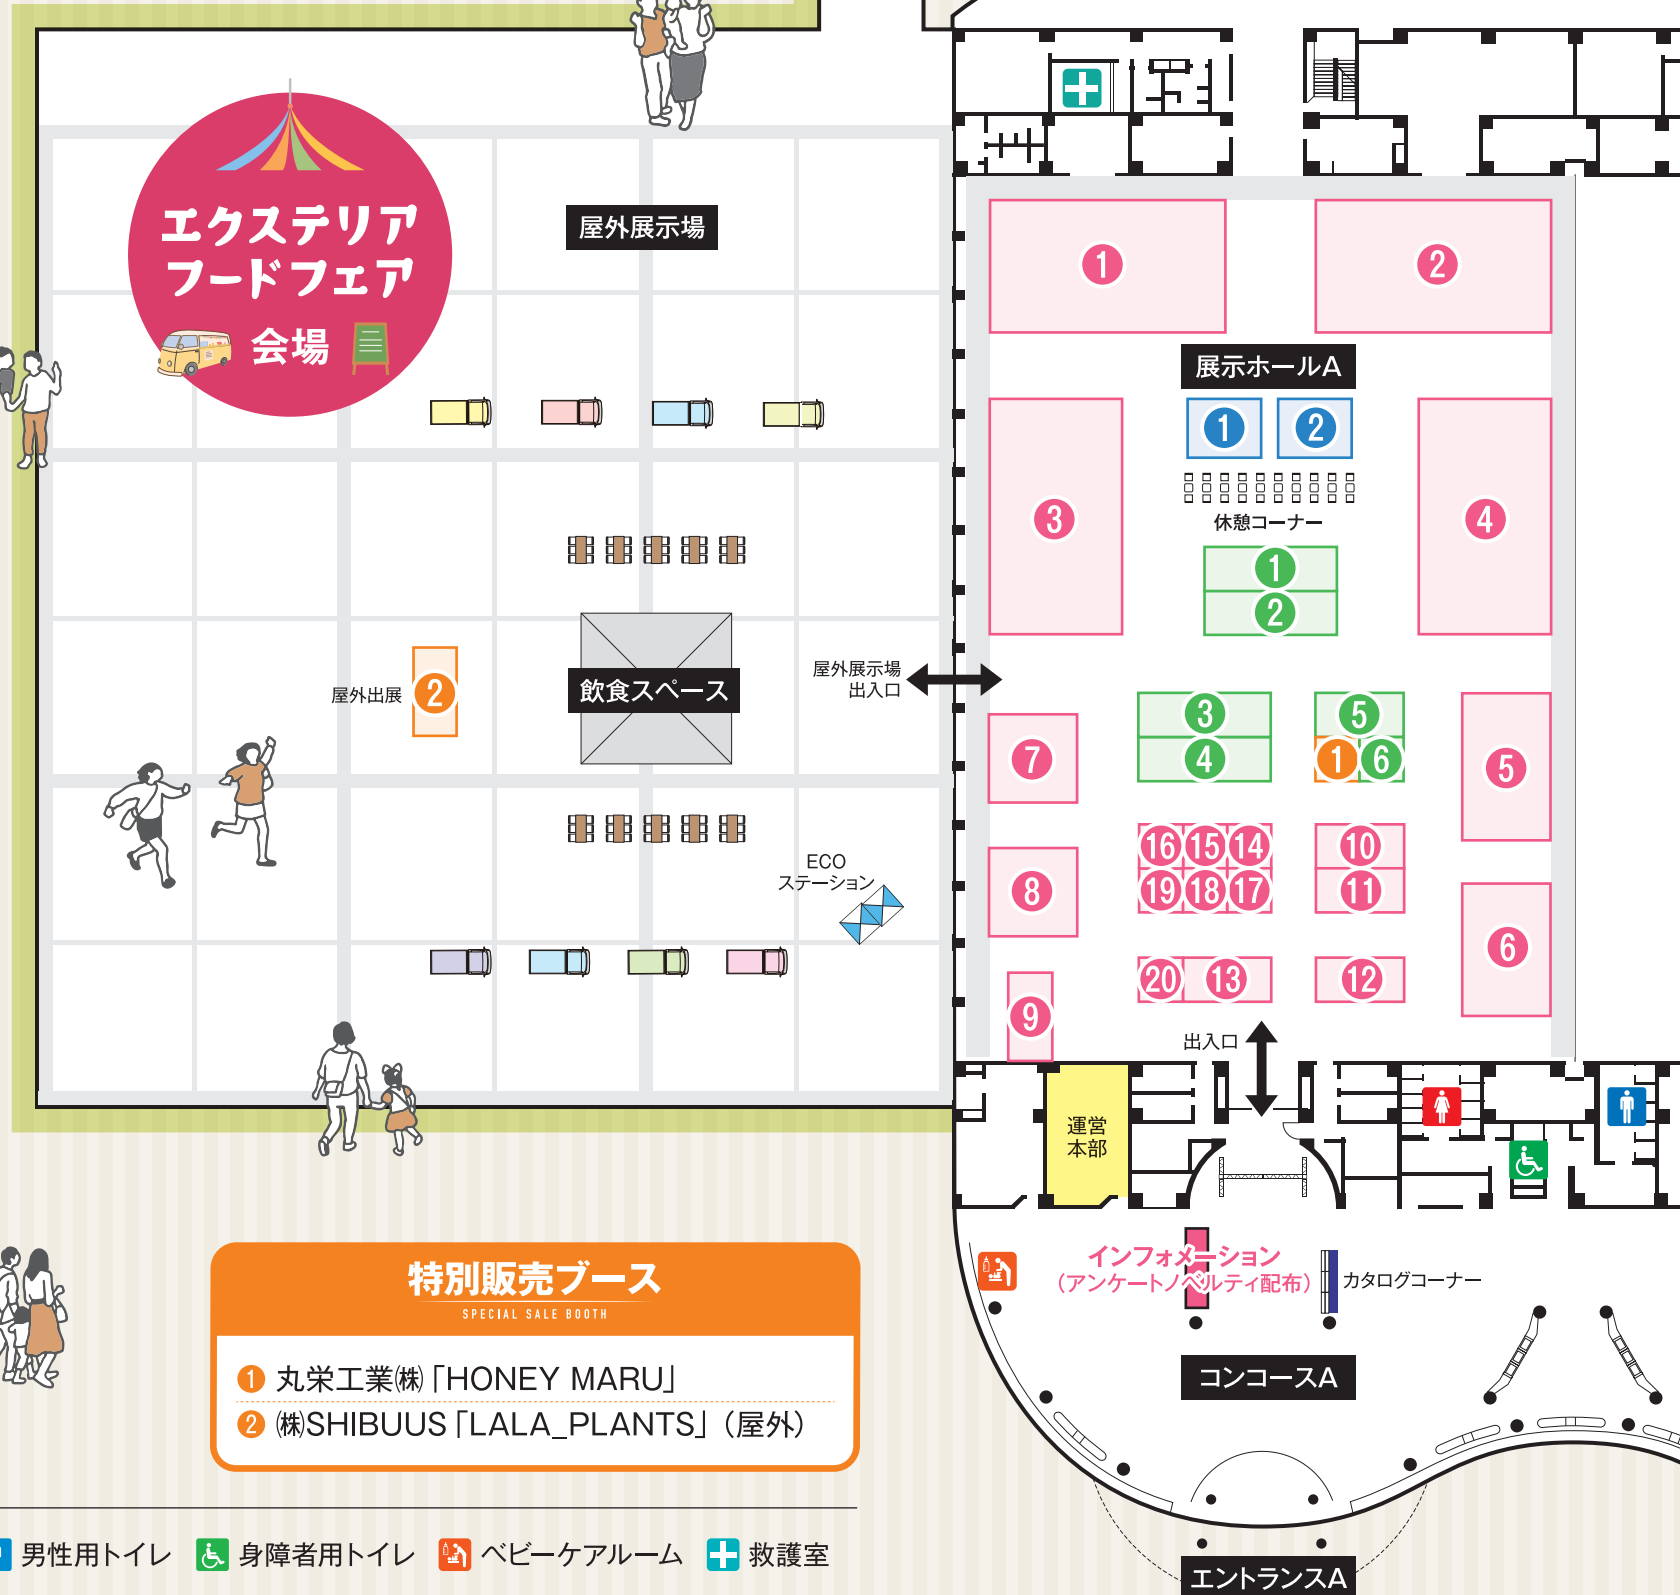 エクステリア
フードフェア
会場
屋外展示場
1
2
展示ホールA
1
2
3
4
休憩コーナー
1
2
屋外出展
2
飲食スペース
屋外展示場
出入口
3
4
5
1
6
7
5
16
15
14
10
8
19
18
17
11
ECO
ステーション
6
20
13
12
9
出入口
運営
本部
インフォメーション
（アンケートノベルティ配布）
カタログコーナー
コンコースA
エントランスA
特別販売ブース
SPECIAL SALE BOOTH
1 丸栄工業㈱「HONEY MARU」
2 ㈱SHIBUUS「LALA_PLANTS」（屋外）
男性用トイレ 身障者用トイレ ベビーケアルーム 救護室